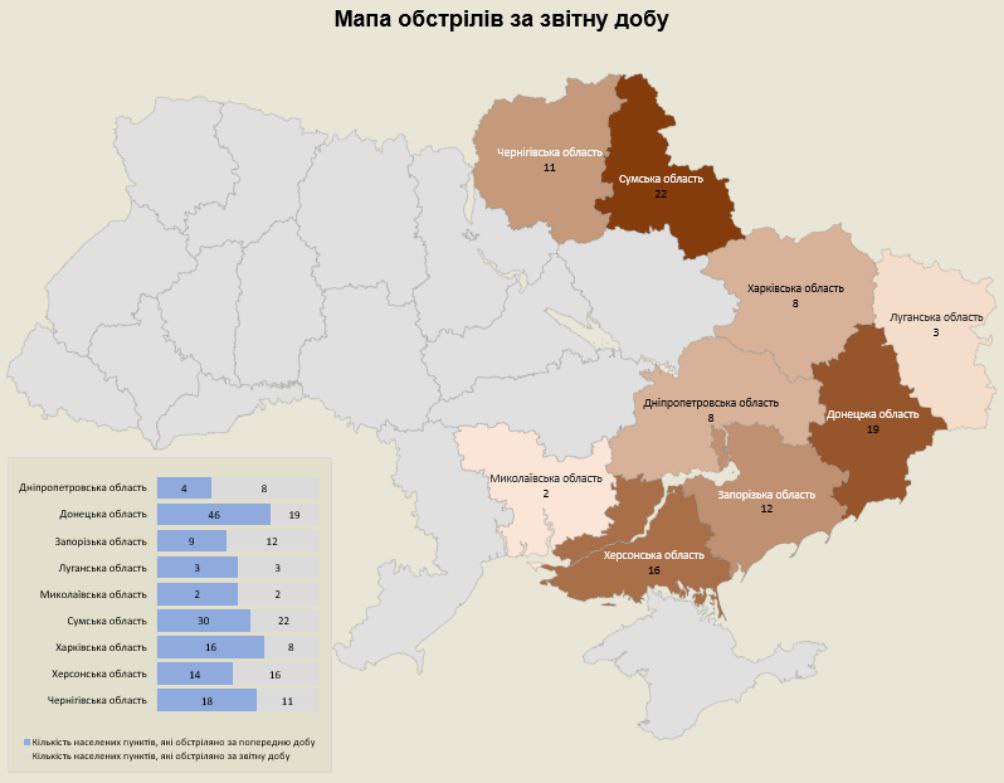 Мапа обстрілів за звітну добу
Чернігівська область
11
Сумська область
22
Харківська область
8
Луганська область
3
Дніпропетровська область
8
Донецька область
19
Миколаївська область
2
Запорізька область
12
Херсонська область
16
Дніпропетровська область 4 8
Донецька область 46 19
Запорізька область 9 12
Луганська область 3 3
Миколаївська область 2 2
Сумська область 30 22
Харківська область 16 8
Херсонська область 14 16
Чернігівська область 18 11
Кількість населених пунктів, які обстріляно за попередню добу
Кількість населених пунктів, які обстріляно за звітну добу